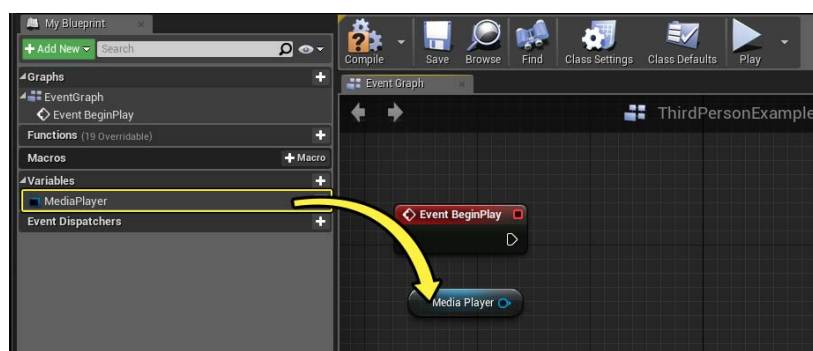 My Blueprint
+ Add New Search
Graphs
EventGraph
Event BeginPlay
Functions (19 Overridable)
Macros + Macro
Variables
MediaPlayer
Event Dispatchers
Compile Save Browse Find Class Settings Class Defaults Play
Event Graph
ThirdPersonExample
Event BeginPlay
Media Player